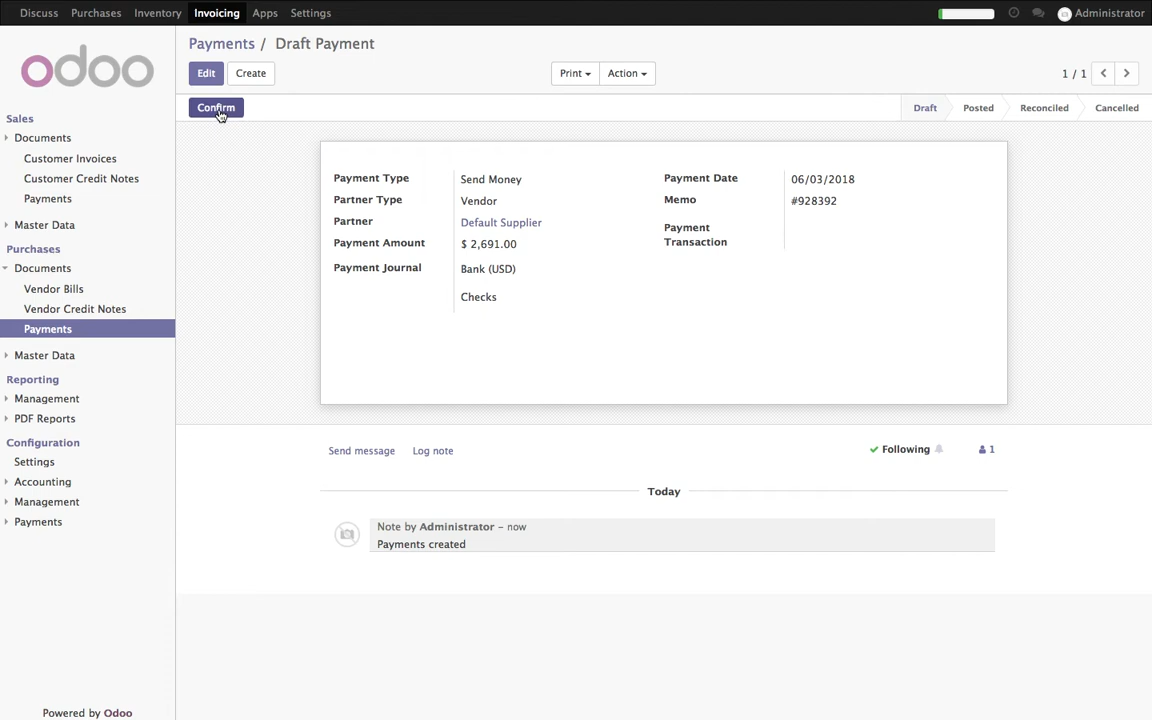 Discuss Purchases Inventory Invoicing Apps Settings Administrator
odoo
Payments / Draft Payment
Edit Create Print Action 1 / 1
Confirm Draft Posted Reconciled Cancelled
Sales
Documents
Customer Invoices
Customer Credit Notes
Payments
Master Data
Purchases
Documents
Vendor Bills
Vendor Credit Notes
Payments
Master Data
Reporting
Management
PDF Reports
Configuration
Settings
Accounting
Management
Payments
Powered by Odoo
Payment Type Send Money
Partner Type Vendor
Partner Default Supplier
Payment Amount $ 2,691.00
Payment Journal Bank (USD)
Checks
Payment Date 06/03/2018
Memo #928392
Payment
Transaction
Send message Log note Following 1
Today
Note by Administrator – now
Payments created